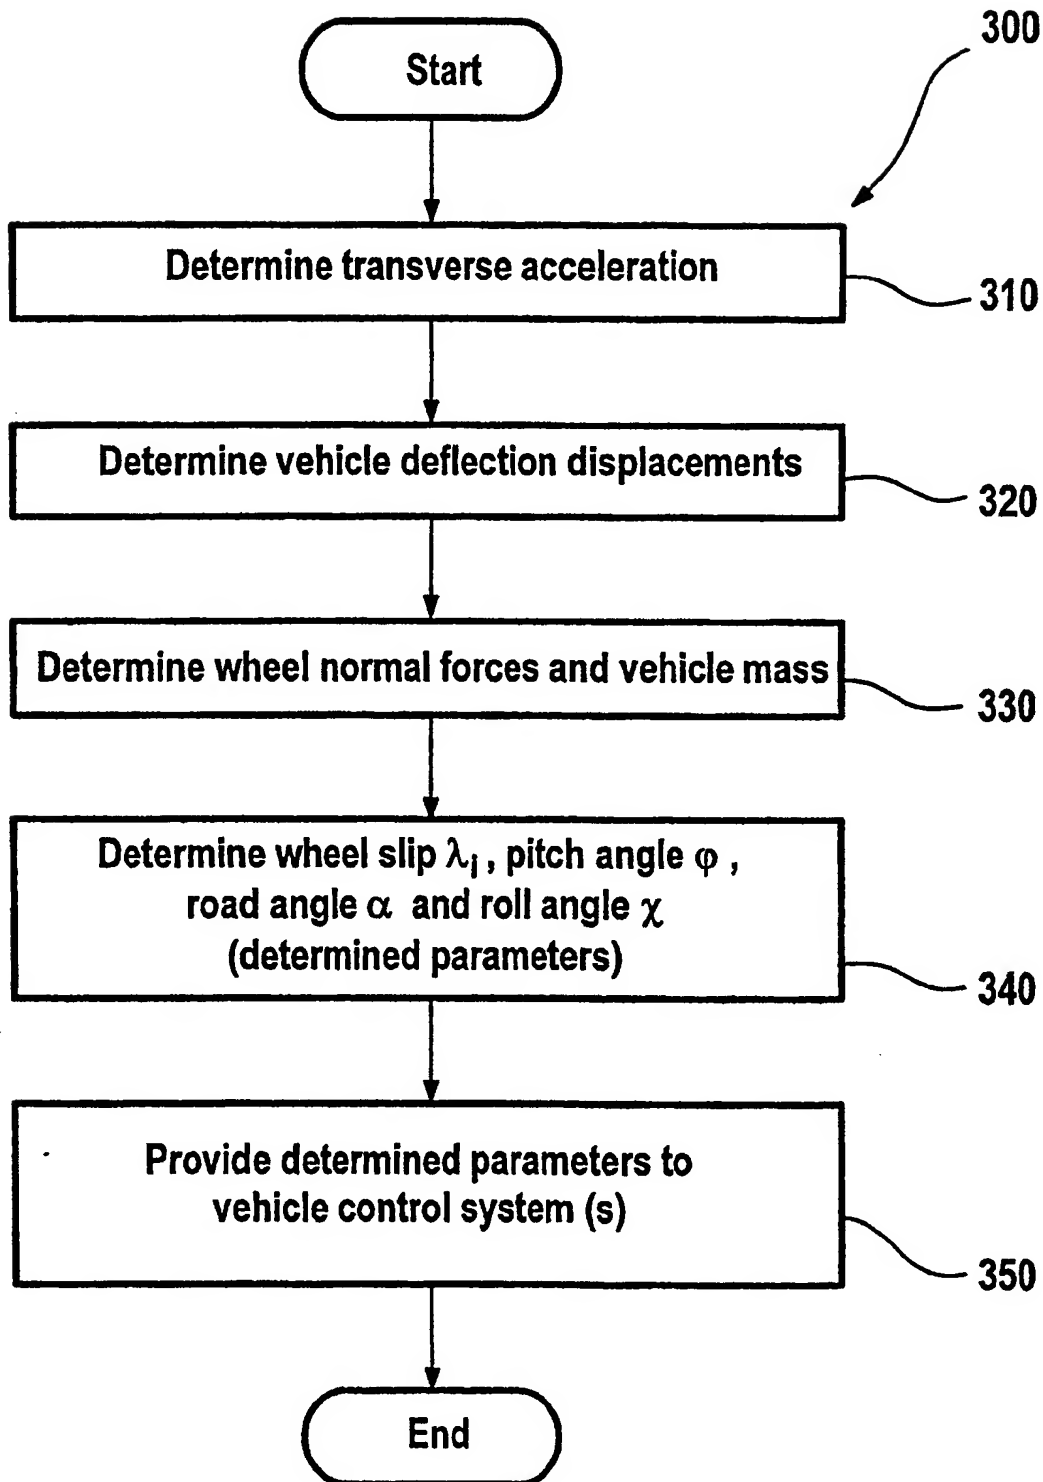 300
Start
Determine transverse acceleration
310
Determine vehicle deflection displacements
320
Determine wheel normal forces and vehicle mass
330
Determine wheel slip λi , pitch angle φ ,
road angle α and roll angle χ
(determined parameters)
340
Provide determined parameters to
vehicle control system (s)
350
End